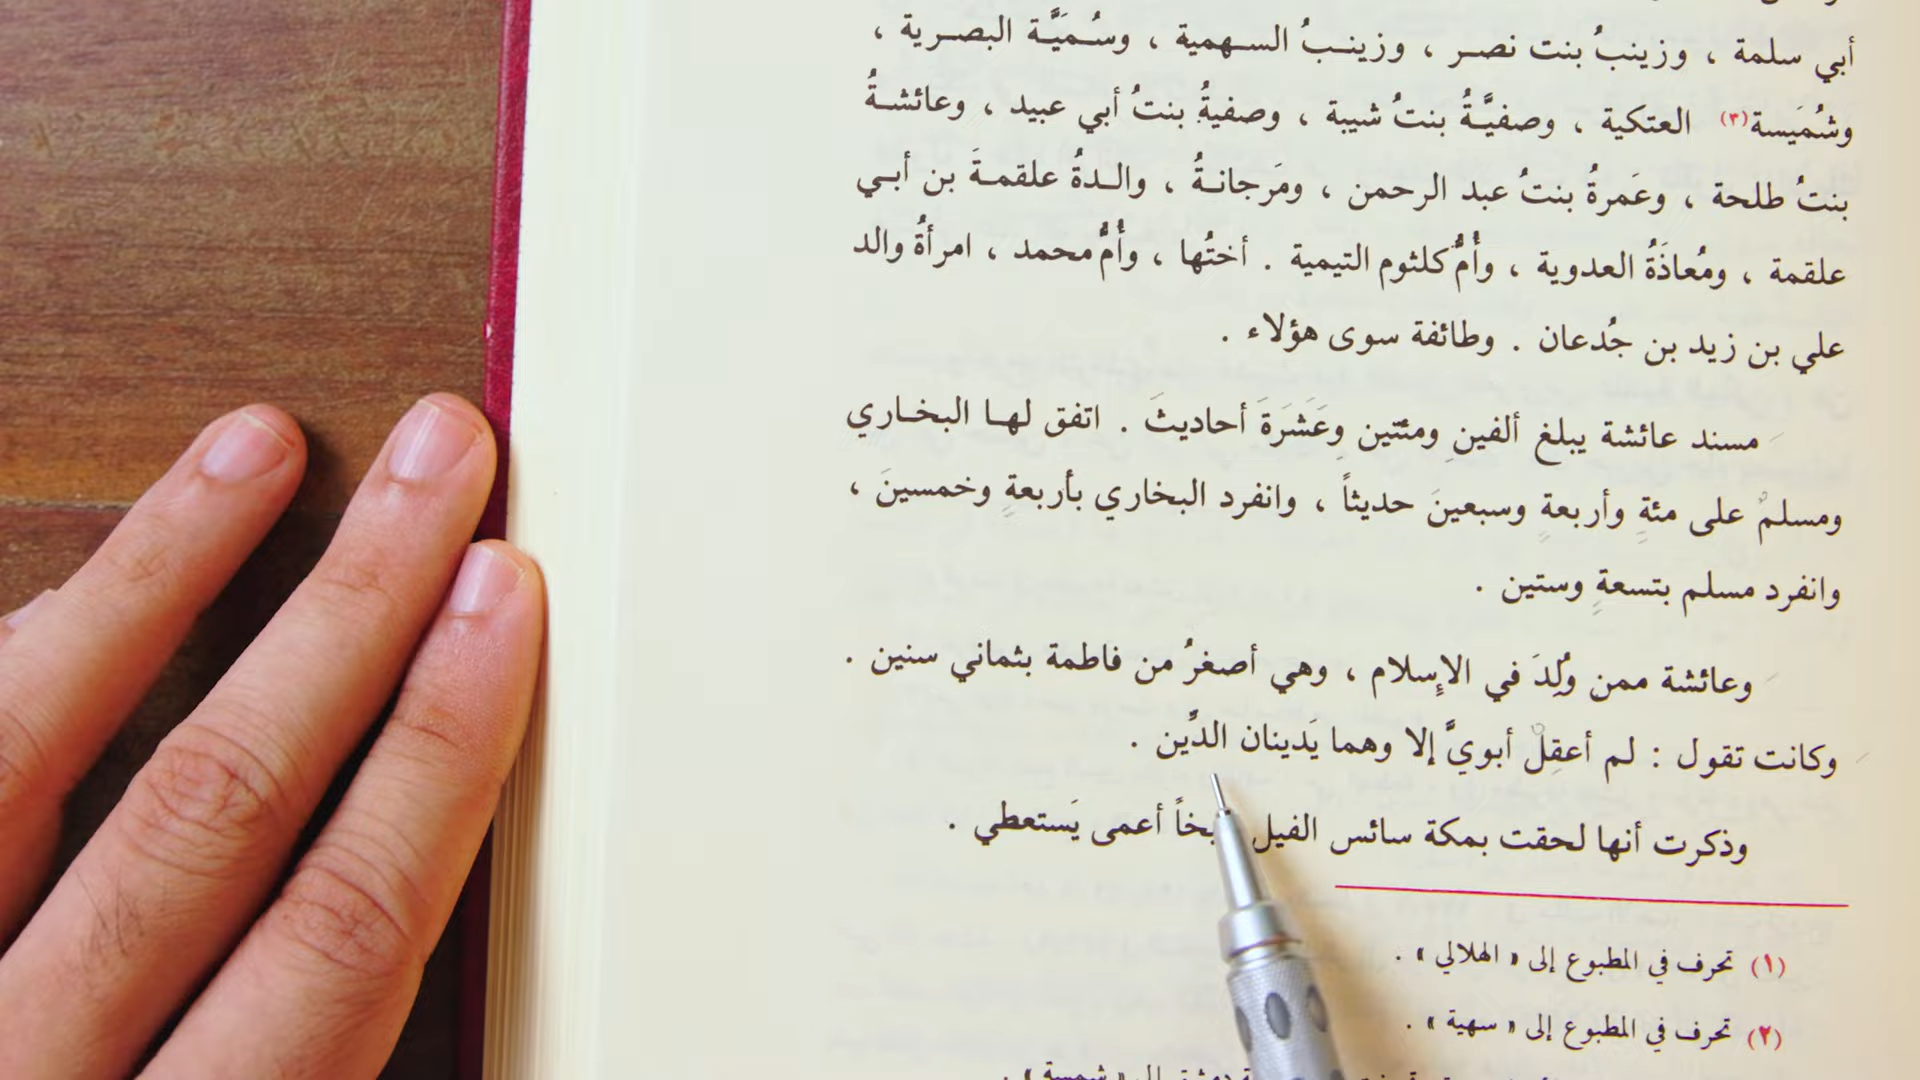 أبي سلمة ، وزينبُ بنت نصر ، وزينبُ السهمية ، وسُمَيَّة البصرية ،
وشُمَيسة(٣) العتكية ، وصفيَّةُ بنتُ شيبة ، وصفيةُ بنتُ أبي عبيد ، وعائشةُ
بنتُ طلحة ، وعَمرةُ بنتُ عبد الرحمن ، ومَرجانةُ ، والدةُ علقمةَ بن أبي
علقمة ، ومُعاذَةُ العدوية ، وأُمُّ كلثوم التيمية . أختُها ، وأُمُّ محمد ، امرأةُ والد
علي بن زيد بن جُدعان . وطائفة سوى هؤلاء .
مسند عائشة يبلغ ألفينِ ومئتين وعَشَرَةَ أحاديثَ . اتفق لها البخاري
ومسلمٌ على مئةٍ وأربعةٍ وسبعينَ حديثاً ، وانفرد البخاري بأربعةٍ وخمسينَ ،
وانفرد مسلم بتسعةٍ وستين .
وعائشة ممن وُلِدَ في الإسلام ، وهي أصغرُ من فاطمة بثماني سنين .
وكانت تقول : لم أعقِلْ أبويَّ إلا وهما يَدينان الدِّين .
وذكرت أنها لحقت بمكة سائس الفيل أعمى يَستعطي .
(١) تحرف في المطبوع إلى « الهلالي » .
(٢) تحرف في المطبوع إلى « سهية » .